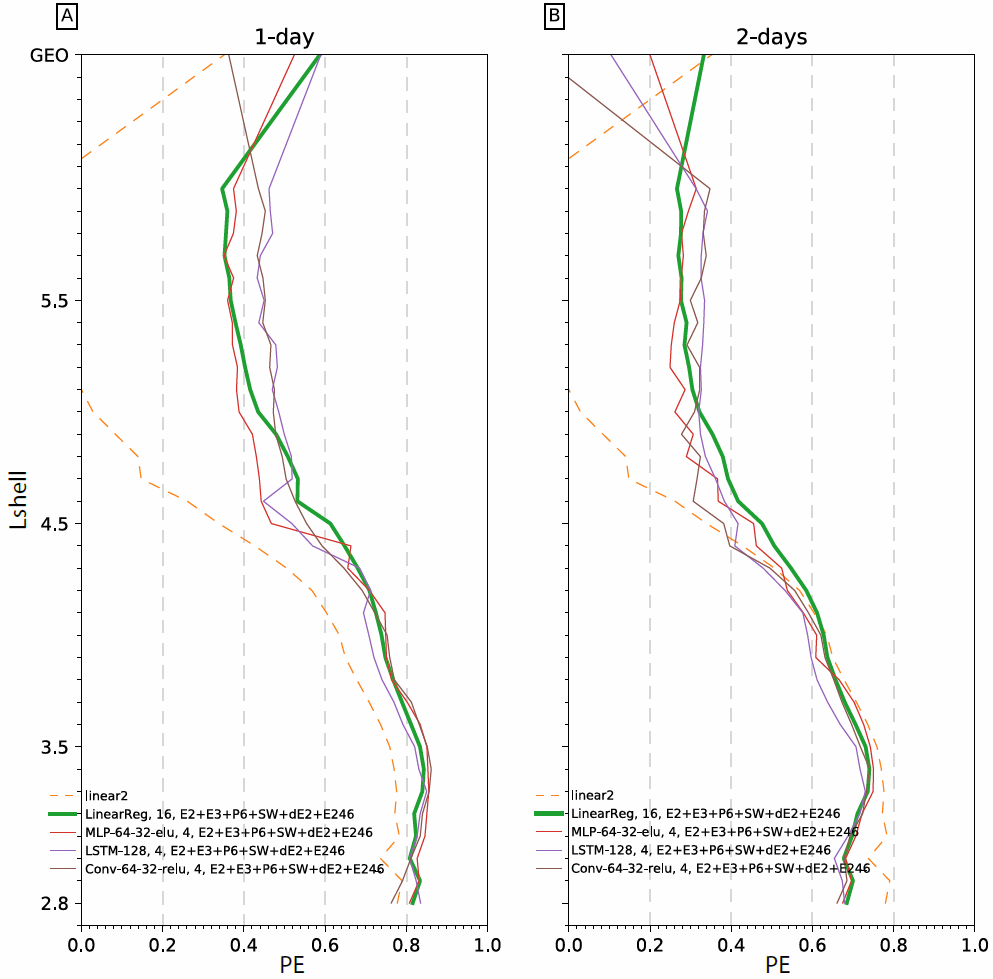 A
B
1-day
2-days
GEO
5.5
4.5
3.5
2.8
Lshell
linear2
LinearReg, 16, E2+E3+P6+SW+dE2+E246
MLP-64-32-elu, 4, E2+E3+P6+SW+dE2+E246
LSTM-128, 4, E2+E3+P6+SW+dE2+E246
Conv-64-32-relu, 4, E2+E3+P6+SW+dE2+E246
linear2
LinearReg, 16, E2+E3+P6+SW+dE2+E246
MLP-64-32-elu, 4, E2+E3+P6+SW+dE2+E246
LSTM-128, 4, E2+E3+P6+SW+dE2+E246
Conv-64-32-relu, 4, E2+E3+P6+SW+dE2+E246
0.0 0.2 0.4 0.6 0.8 1.0
0.0 0.2 0.4 0.6 0.8 1.0
PE
PE